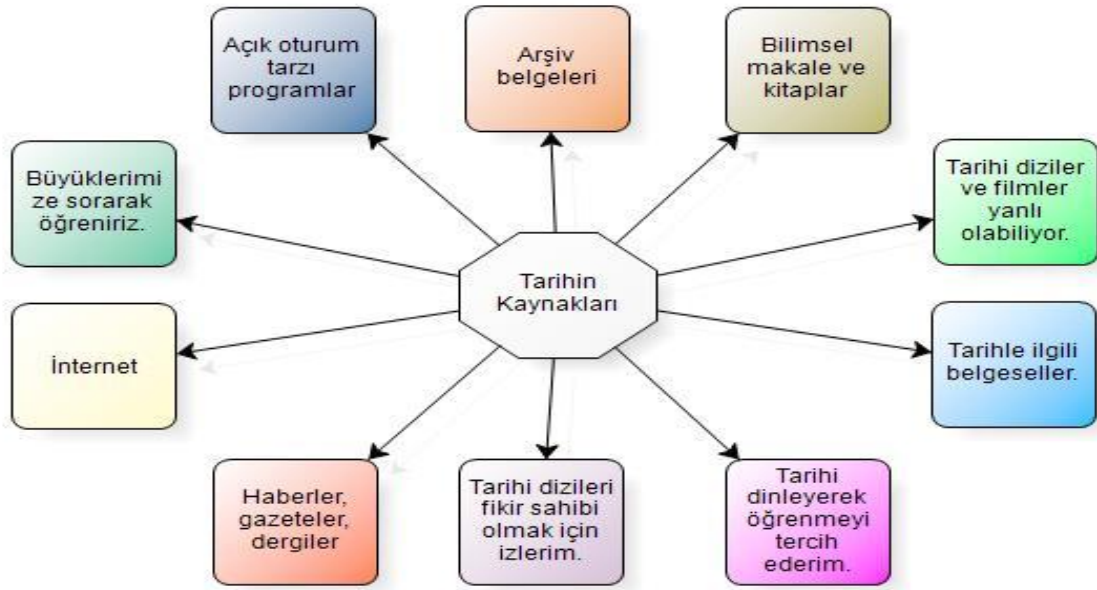 Açık oturum
tarzı
programlar
Arşiv
belgeleri
Bilimsel
makale ve
kitaplar
Büyüklerimi
ze sorarak
öğreniriz.
Tarihi diziler
ve filmler
yanlı
olabiliyor.
Tarihin
Kaynakları
İnternet
Tarihle ilgili
belgeseller.
Haberler,
gazeteler,
dergiler
Tarihi dizileri
fikir sahibi
olmak için
izlerim.
Tarihi
dinleyerek
öğrenmeyi
tercih
ederim.